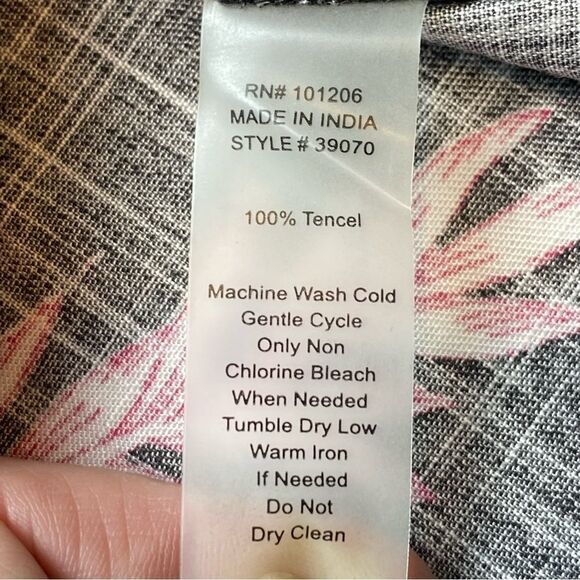 RN# 101206
MADE IN INDIA
STYLE # 39070
100% Tencel
Machine Wash Cold
Gentle Cycle
Only Non
Chlorine Bleach
When Needed
Tumble Dry Low
Warm Iron
If Needed
Do Not
Dry Clean